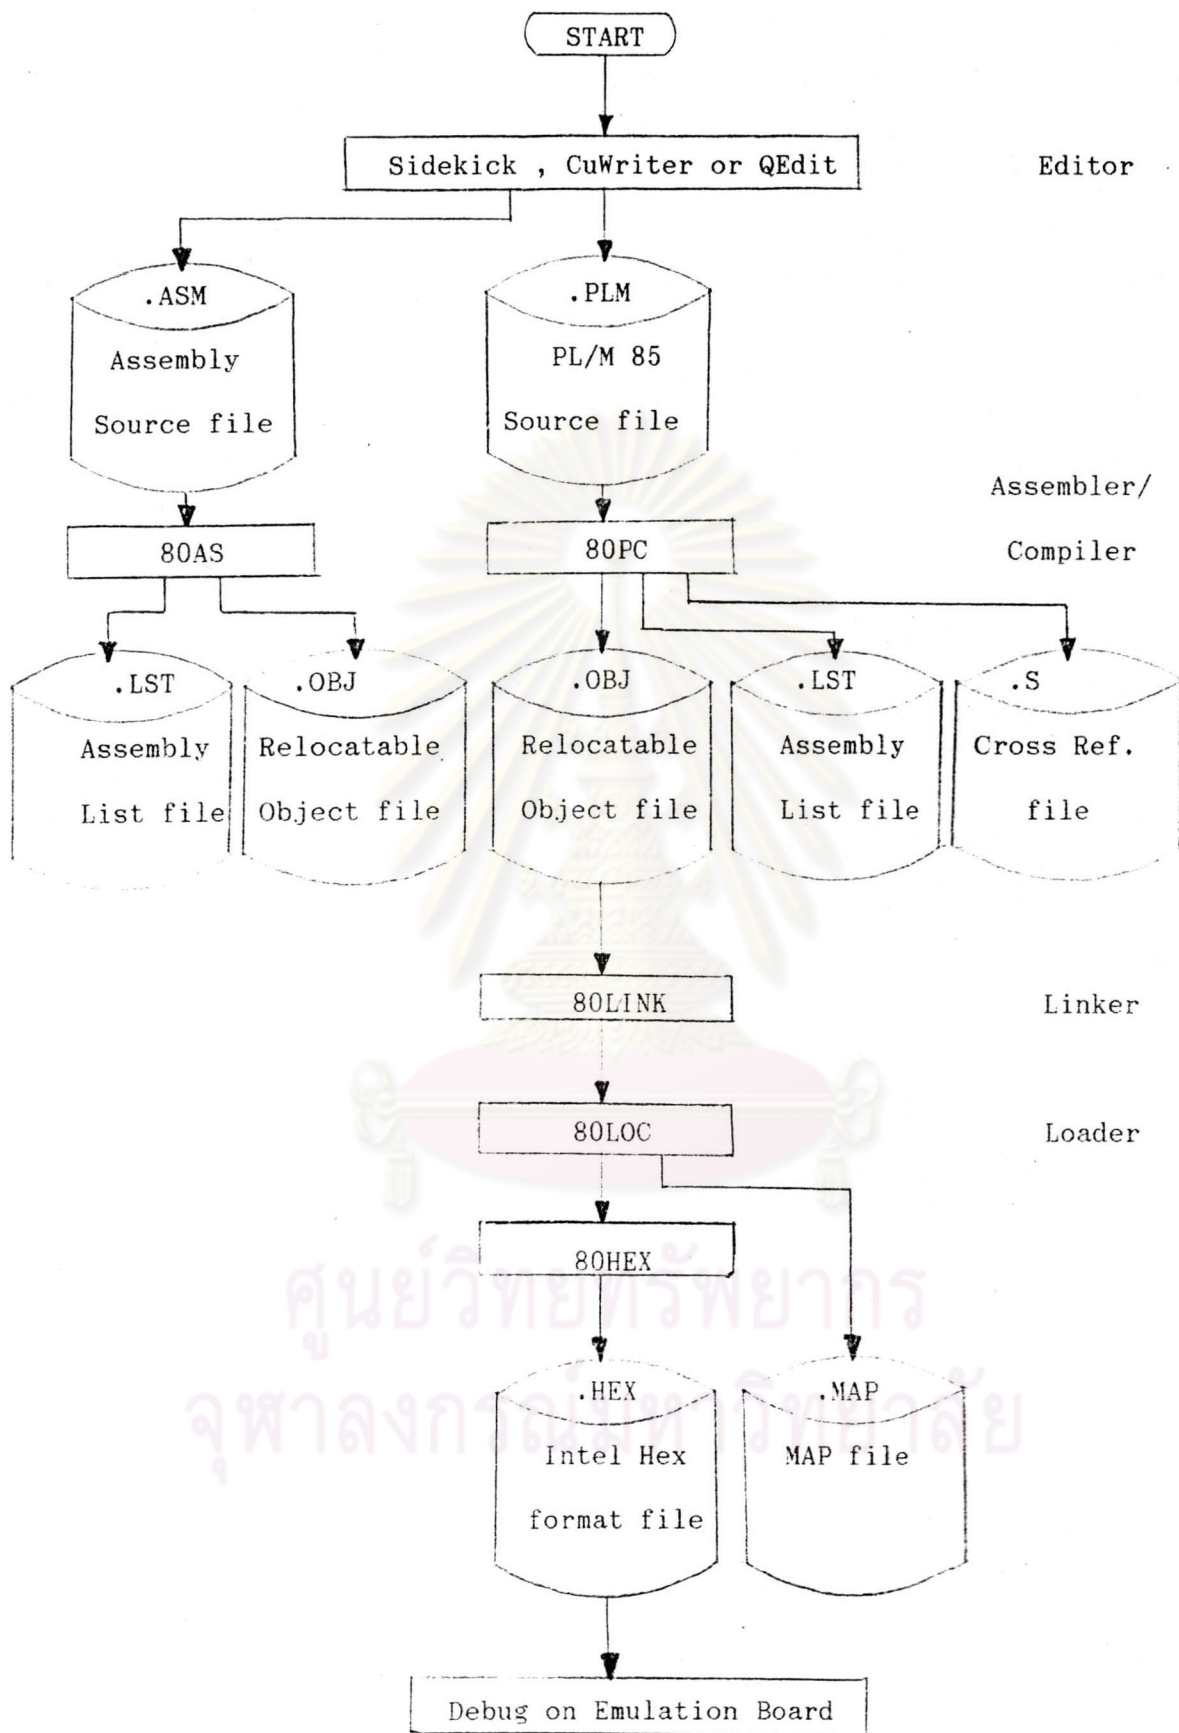 START
Sidekick , CuWriter or QEdit
Editor
.ASM
Assembly
Source file
.PLM
PL/M 85
Source file
Assembler/
Compiler
80AS
80PC
.LST
Assembly
List file
.OBJ
Relocatable
Object file
.OBJ
Relocatable
Object file
.LST
Assembly
List file
.S
Cross Ref.
file
80LINK
Linker
80LOC
Loader
80HEX
ศูนย์วิทยทรัพยากร
จุฬาลงกรณ์มหาวิทยาลัย
.HEX
Intel Hex
format file
.MAP
MAP file
Debug on Emulation Board